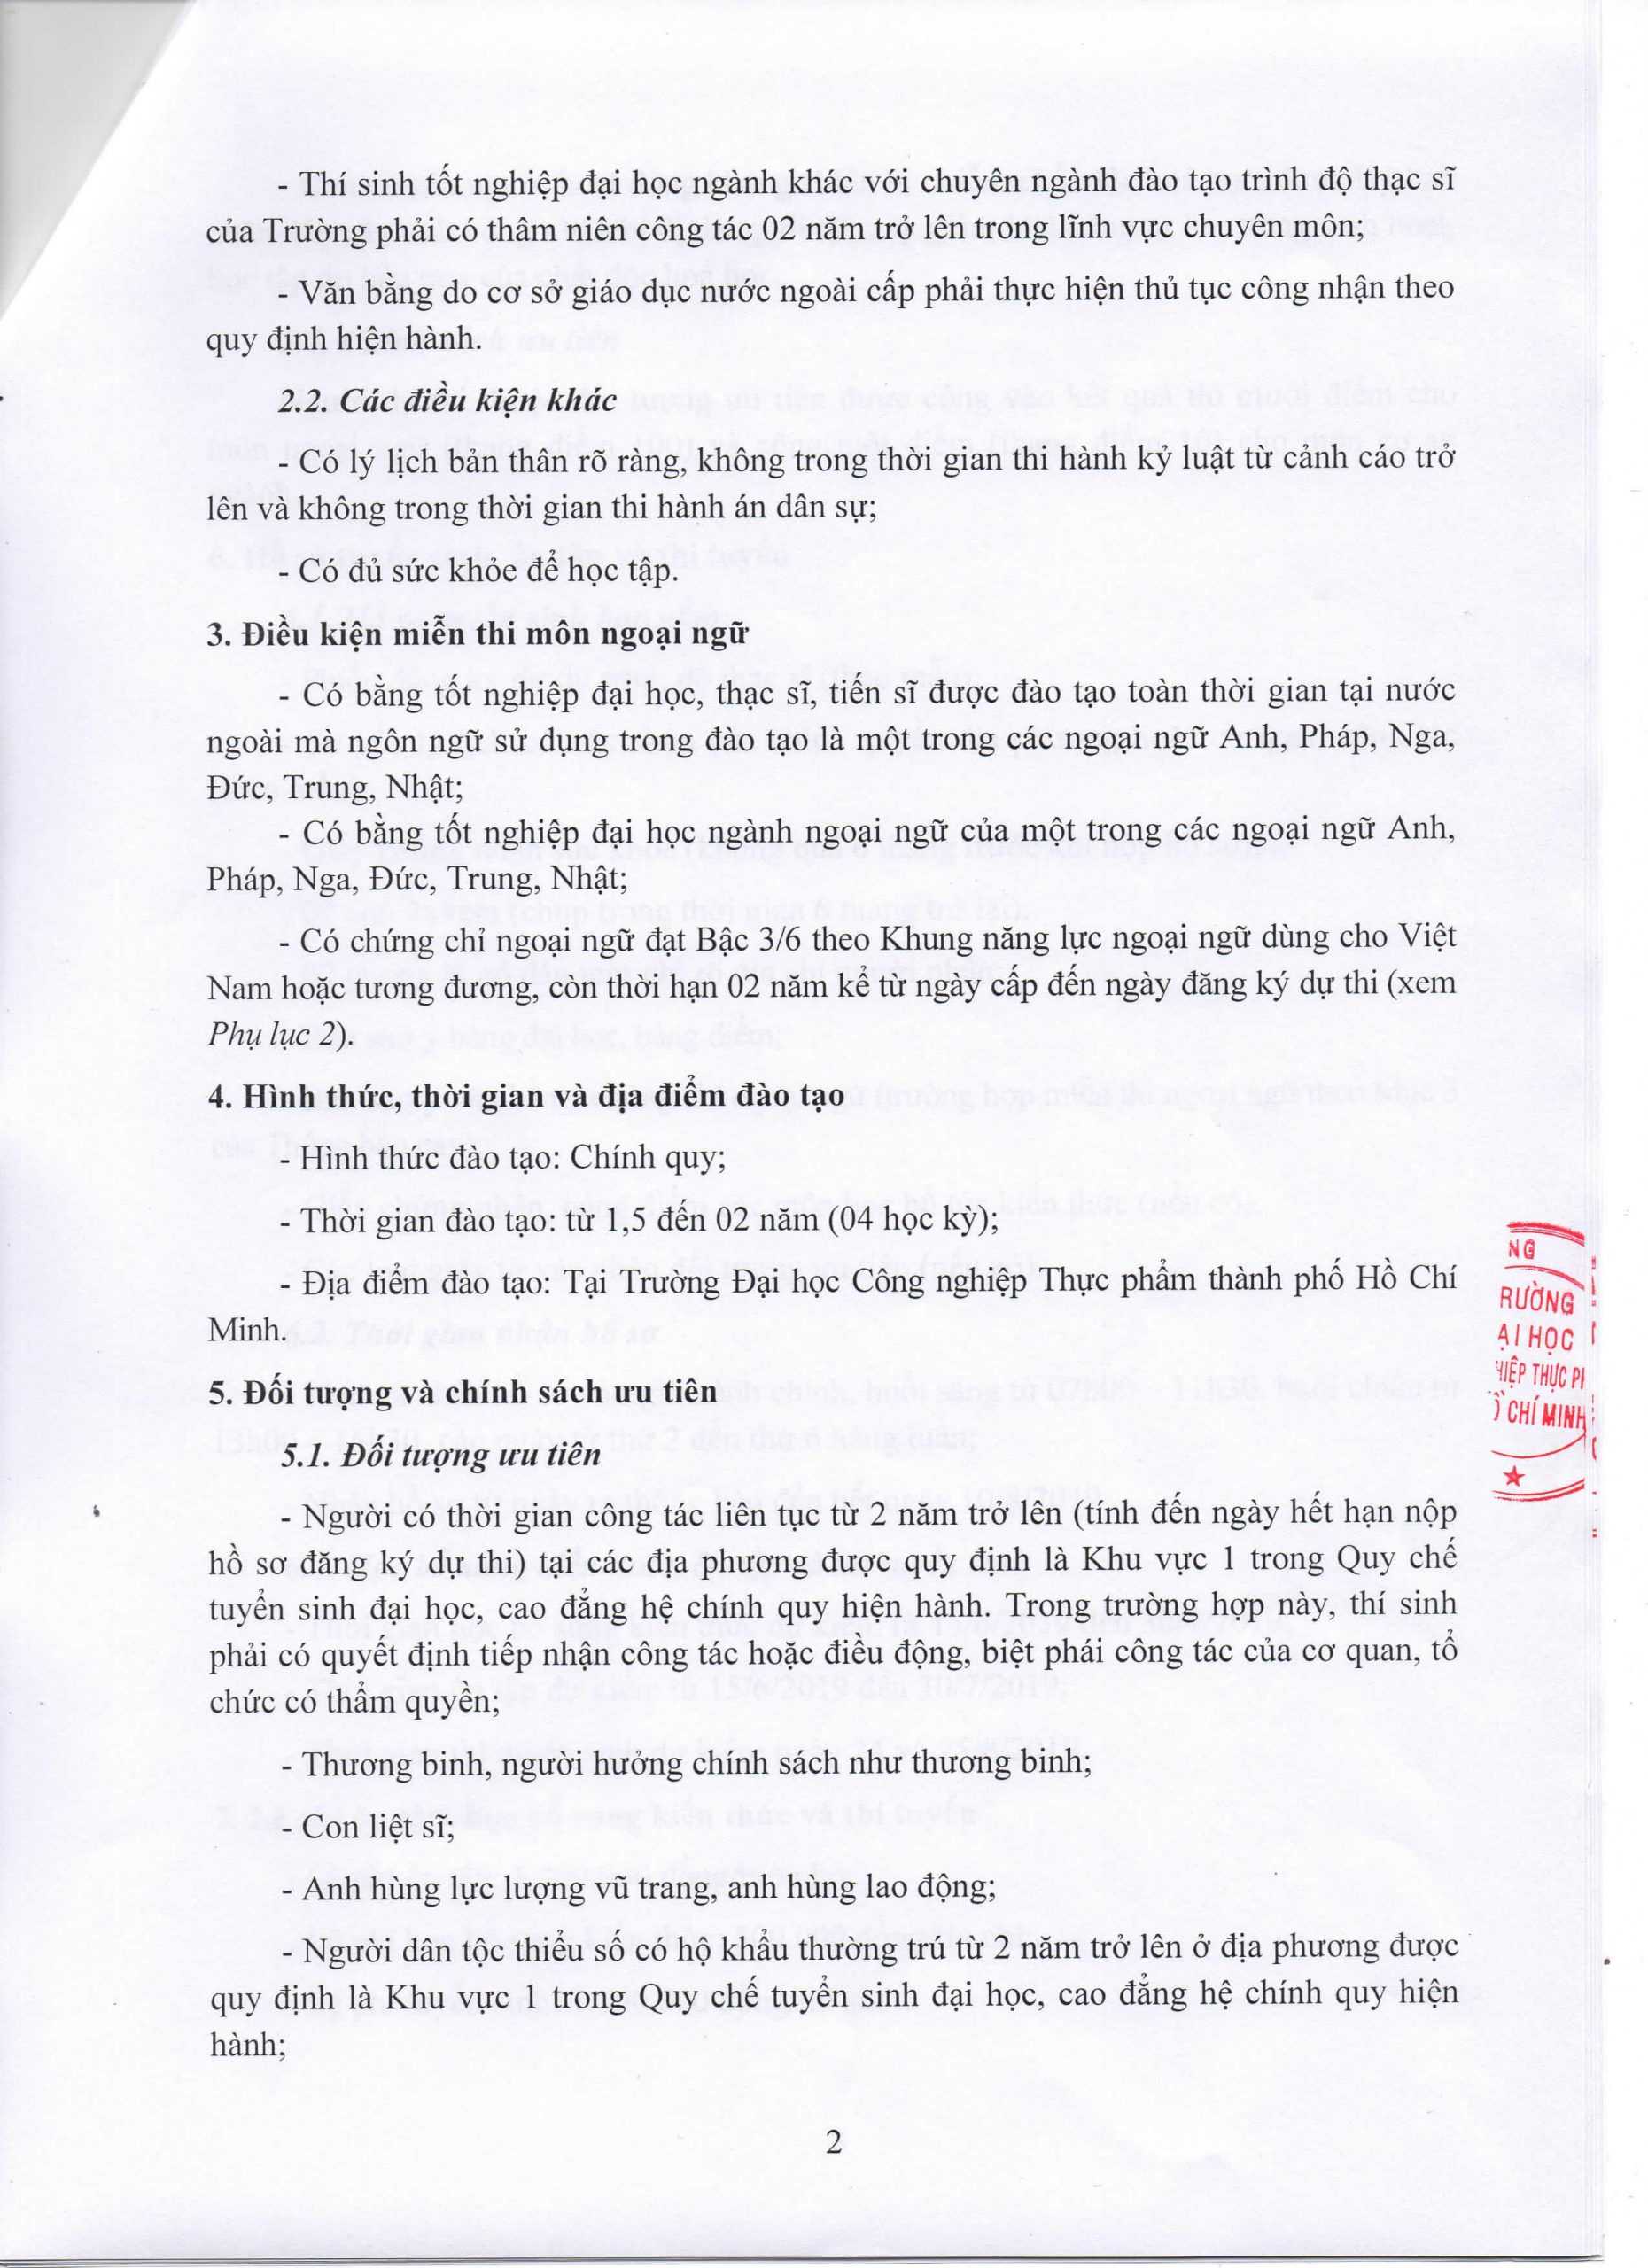 - Thí sinh tốt nghiệp đại học ngành khác với chuyên ngành đào tạo trình độ thạc sĩ
của Trường phải có thâm niên công tác 02 năm trở lên trong lĩnh vực chuyên môn;
- Văn bằng do cơ sở giáo dục nước ngoài cấp phải thực hiện thủ tục công nhận theo
quy định hiện hành.
2.2. Các điều kiện khác
- Có lý lịch bản thân rõ ràng, không trong thời gian thi hành kỷ luật từ cảnh cáo trở
lên và không trong thời gian thi hành án dân sự;
- Có đủ sức khỏe để học tập.
3. Điều kiện miễn thi môn ngoại ngữ
- Có bằng tốt nghiệp đại học, thạc sĩ, tiến sĩ được đào tạo toàn thời gian tại nước
ngoài mà ngôn ngữ sử dụng trong đào tạo là một trong các ngoại ngữ Anh, Pháp, Nga,
Đức, Trung, Nhật;
- Có bằng tốt nghiệp đại học ngành ngoại ngữ của một trong các ngoại ngữ Anh,
Pháp, Nga, Đức, Trung, Nhật;
- Có chứng chỉ ngoại ngữ đạt Bậc 3/6 theo Khung năng lực ngoại ngữ dùng cho Việt
Nam hoặc tương đương, còn thời hạn 02 năm kể từ ngày cấp đến ngày đăng ký dự thi (xem
Phụ lục 2).
4. Hình thức, thời gian và địa điểm đào tạo
- Hình thức đào tạo: Chính quy;
- Thời gian đào tạo: từ 1,5 đến 02 năm (04 học kỳ);
- Địa điểm đào tạo: Tại Trường Đại học Công nghiệp Thực phẩm thành phố Hồ Chí
Minh.
5. Đối tượng và chính sách ưu tiên
5.1. Đối tượng ưu tiên
- Người có thời gian công tác liên tục từ 2 năm trở lên (tính đến ngày hết hạn nộp
hồ sơ đăng ký dự thi) tại các địa phương được quy định là Khu vực 1 trong Quy chế
tuyển sinh đại học, cao đẳng hệ chính quy hiện hành. Trong trường hợp này, thí sinh
phải có quyết định tiếp nhận công tác hoặc điều động, biệt phái công tác của cơ quan, tổ
chức có thẩm quyền;
- Thương binh, người hưởng chính sách như thương binh;
- Con liệt sĩ;
- Anh hùng lực lượng vũ trang, anh hùng lao động;
- Người dân tộc thiểu số có hộ khẩu thường trú từ 2 năm trở lên ở địa phương được
quy định là Khu vực 1 trong Quy chế tuyển sinh đại học, cao đẳng hệ chính quy hiện
hành;
NG
RƯỜNG
ẠI HỌC
HIỆP THỰC P
CHÍ MINH
2